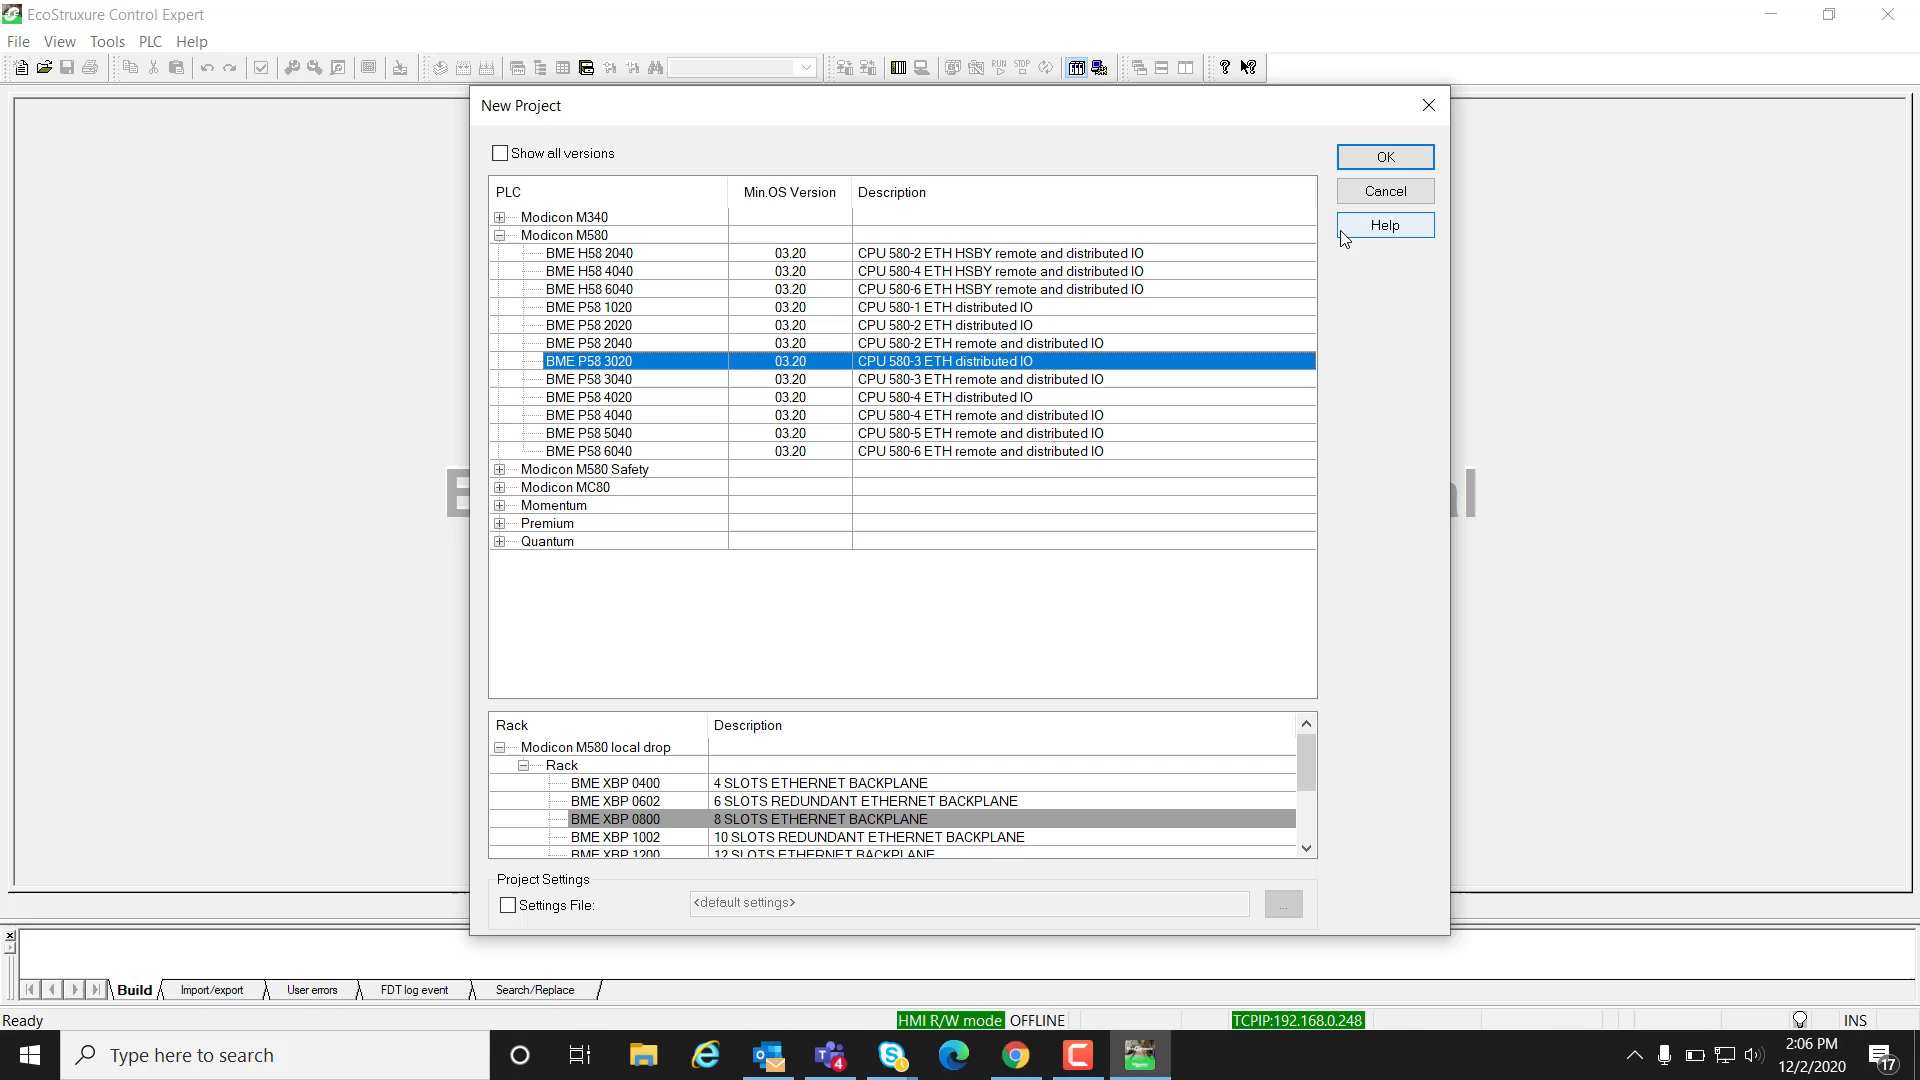 EcoStruxure Control Expert
File View Tools PLC Help
RUN STOP
New Project
Show all versions
OK
Cancel
Help
PLC Min.OS Version Description
Modicon M340
Modicon M580
BME H58 2040 03.20 CPU 580-2 ETH HSBY remote and distributed IO
BME H58 4040 03.20 CPU 580-4 ETH HSBY remote and distributed IO
BME H58 6040 03.20 CPU 580-6 ETH HSBY remote and distributed IO
BME P58 1020 03.20 CPU 580-1 ETH distributed IO
BME P58 2020 03.20 CPU 580-2 ETH distributed IO
BME P58 2040 03.20 CPU 580-2 ETH remote and distributed IO
BME P58 3020 03.20 CPU 580-3 ETH distributed IO
BME P58 3040 03.20 CPU 580-3 ETH remote and distributed IO
BME P58 4020 03.20 CPU 580-4 ETH distributed IO
BME P58 4040 03.20 CPU 580-4 ETH remote and distributed IO
BME P58 5040 03.20 CPU 580-5 ETH remote and distributed IO
BME P58 6040 03.20 CPU 580-6 ETH remote and distributed IO
Modicon M580 Safety
Modicon MC80
Momentum
Premium
Quantum
Rack Description
Modicon M580 local drop
Rack
BME XBP 0400 4 SLOTS ETHERNET BACKPLANE
BME XBP 0602 6 SLOTS REDUNDANT ETHERNET BACKPLANE
BME XBP 0800 8 SLOTS ETHERNET BACKPLANE
BME XBP 1002 10 SLOTS REDUNDANT ETHERNET BACKPLANE
BME XBP 1200 12 SLOTS ETHERNET BACKPLANE
Project Settings
Settings File: <default settings> ...
Build Import/export User errors FDT log event Search/Replace
Ready HMI R/W mode OFFLINE TCPIP:192.168.0.248 INS
Type here to search
4
2:06 PM
12/2/2020
17